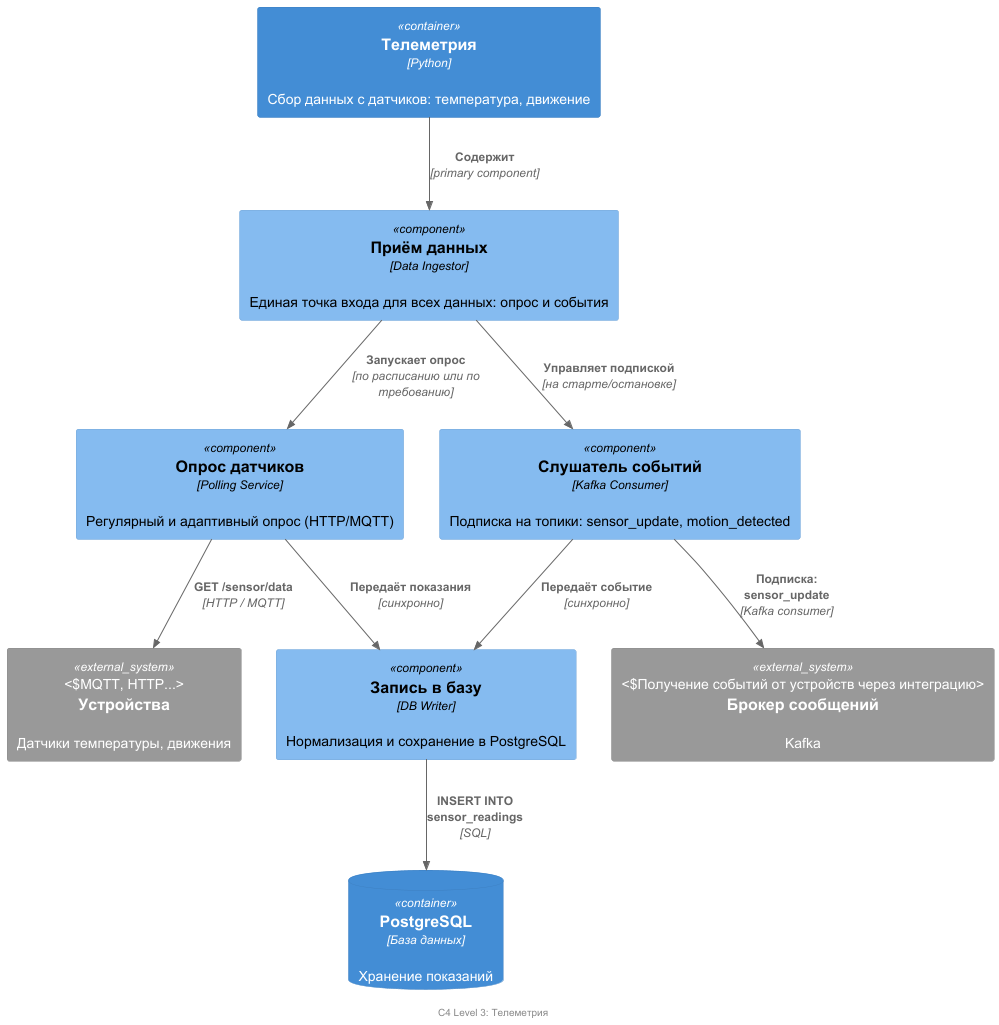 «container»
Телеметрия
[Python]
Сбор данных с датчиков: температура, движение
Содержит
[primary component]
«component»
Приём данных
[Data Ingestor]
Единая точка входа для всех данных: опрос и события
Запускает опрос
[по расписанию или по
требованию]
Управляет подпиской
[на старте/остановке]
«component»
Опрос датчиков
[Polling Service]
Регулярный и адаптивный опрос (HTTP/MQTT)
«component»
Слушатель событий
[Kafka Consumer]
Подписка на топики: sensor_update, motion_detected
GET /sensor/data
[HTTP / MQTT]
Передаёт показания
[синхронно]
Передаёт событие
[синхронно]
Подписка:
sensor_update
[Kafka consumer]
«external_system»
<$MQTT, HTTP...>
Устройства
Датчики температуры, движения
«component»
Запись в базу
[DB Writer]
Нормализация и сохранение в PostgreSQL
«external_system»
<$Получение событий от устройств через интеграцию>
Брокер сообщений
Kafka
INSERT INTO
sensor_readings
[SQL]
«container»
PostgreSQL
[База данных]
Хранение показаний
C4 Level 3: Телеметрия